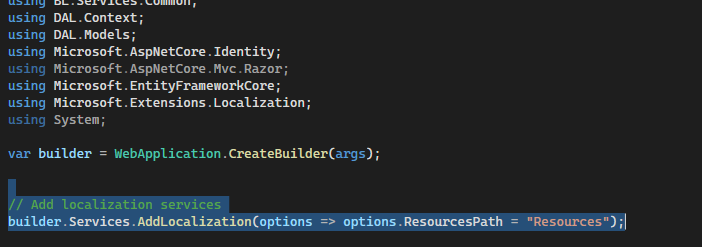 using BL.Services.Common;
using DAL.Context;
using DAL.Models;
using Microsoft.AspNetCore.Identity;
using Microsoft.AspNetCore.Mvc.Razor;
using Microsoft.EntityFrameworkCore;
using Microsoft.Extensions.Localization;
using System;
var builder = WebApplication.CreateBuilder(args);
// Add localization services
builder.Services.AddLocalization(options => options.ResourcesPath = "Resources");